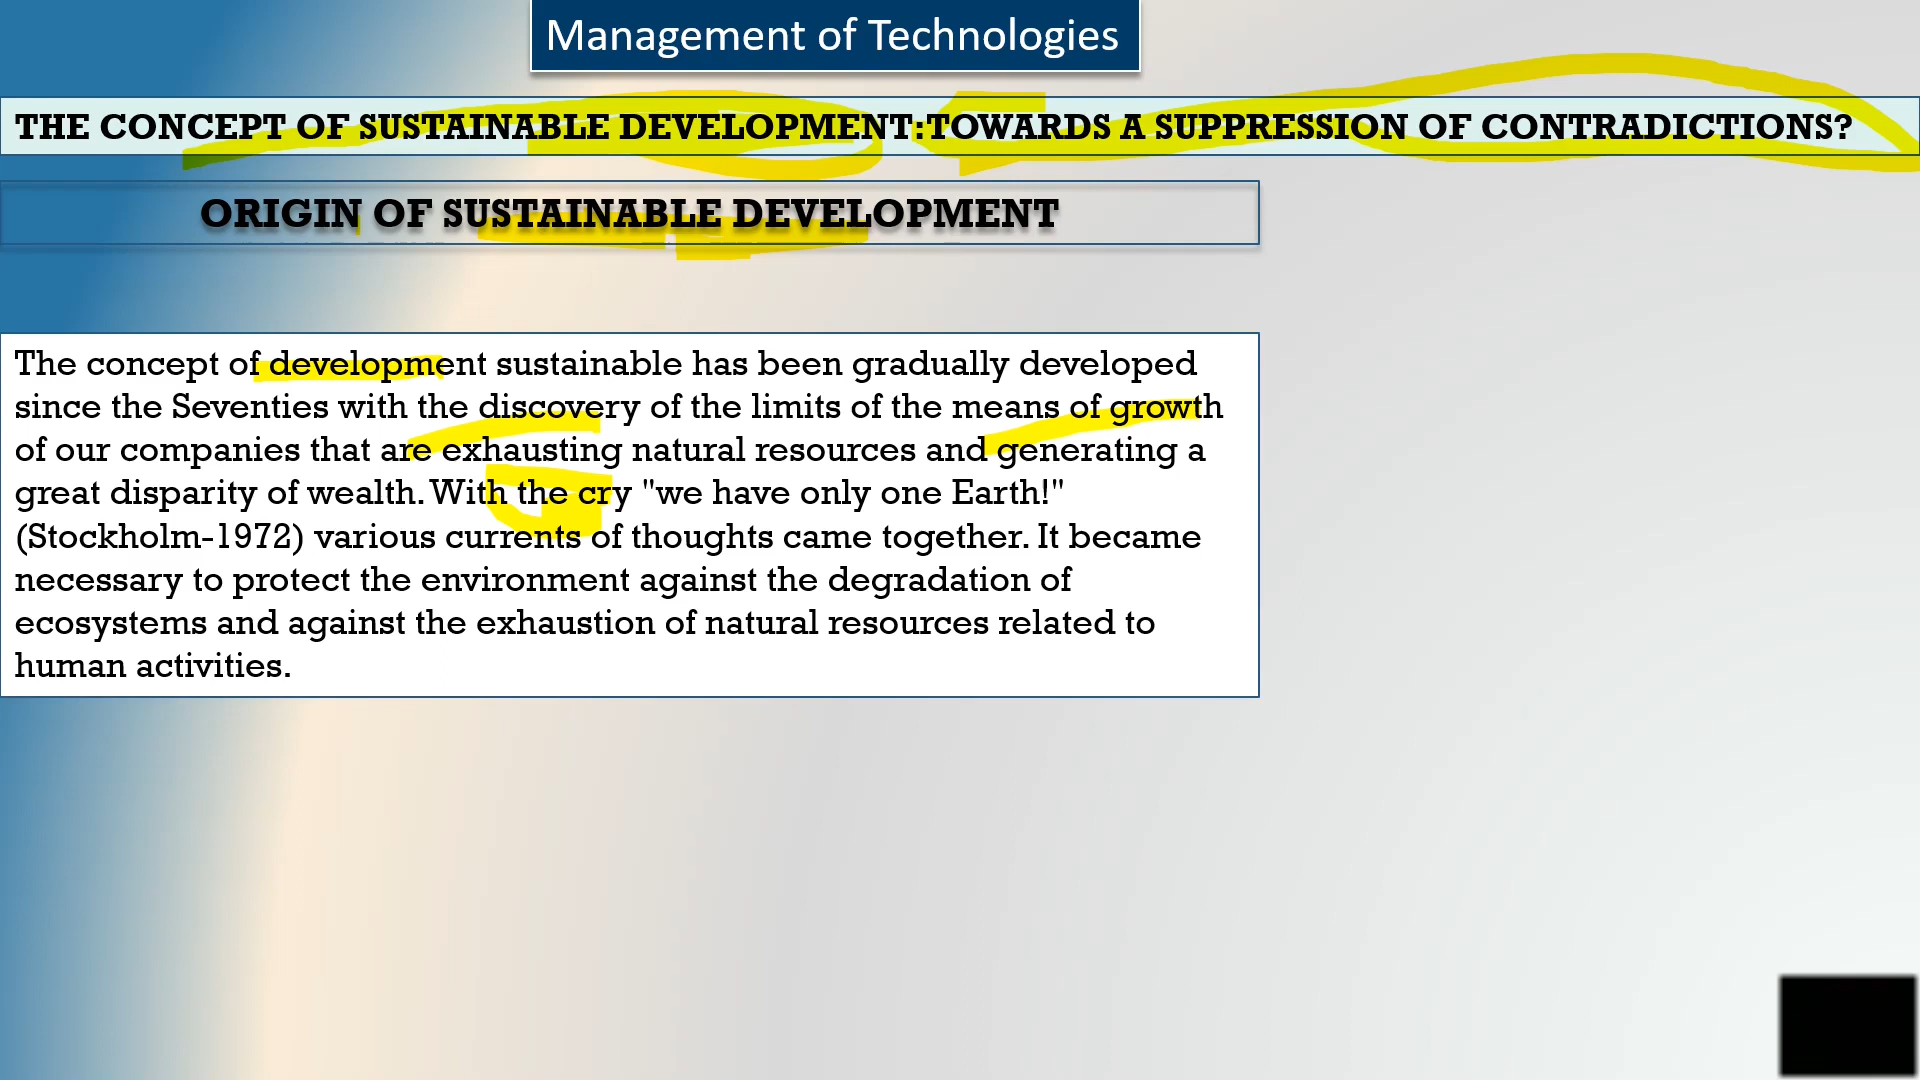 Management of Technologies
THE CONCEPT OF SUSTAINABLE DEVELOPMENT:TOWARDS A SUPPRESSION OF CONTRADICTIONS?
ORIGIN OF SUSTAINABLE DEVELOPMENT
The concept of development sustainable has been gradually developed
since the Seventies with the discovery of the limits of the means of growth
of our companies that are exhausting natural resources and generating a
great disparity of wealth. With the cry "we have only one Earth!"
(Stockholm-1972) various currents of thoughts came together. It became
necessary to protect the environment against the degradation of
ecosystems and against the exhaustion of natural resources related to
human activities.